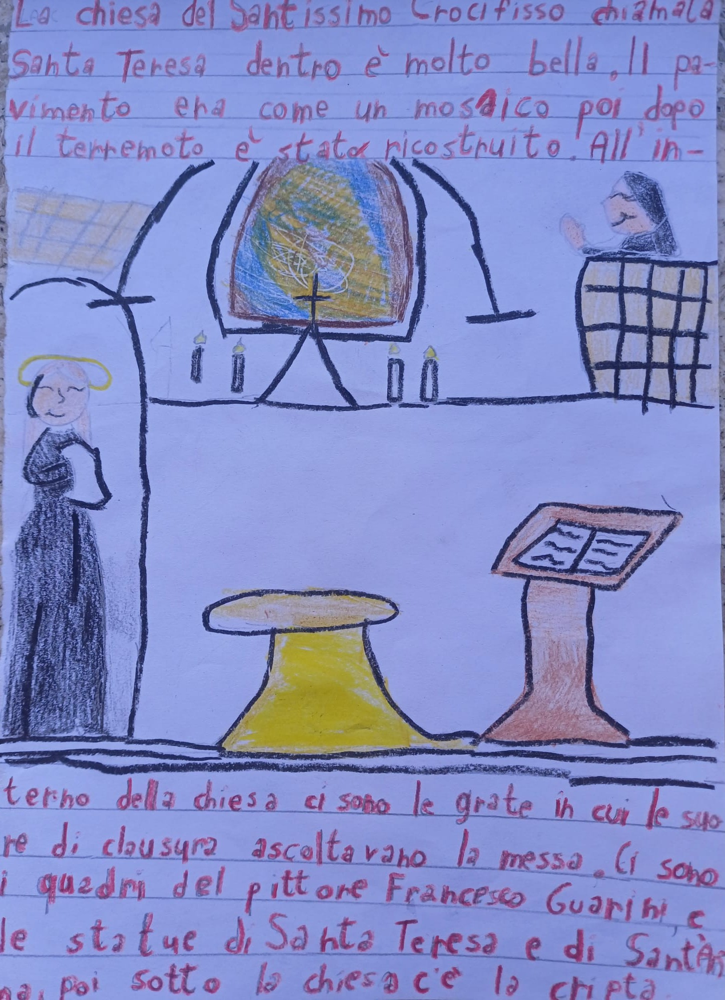 La chiesa del Santissimo Crocifisso chiamata
Santa Teresa dentro è molto bella. Il pa-
vimento era come un mosaico poi dopo
il terremoto è stato ricostruito. All'in-
terno della chiesa ci sono le grate in cui le suo
re di clausura ascoltavano la messa. Ci sono
i quadri del pittore Francesco Guarini, e
le statue di Santa Teresa e di Sant'An
na, poi sotto la chiesa c'è la cripta.